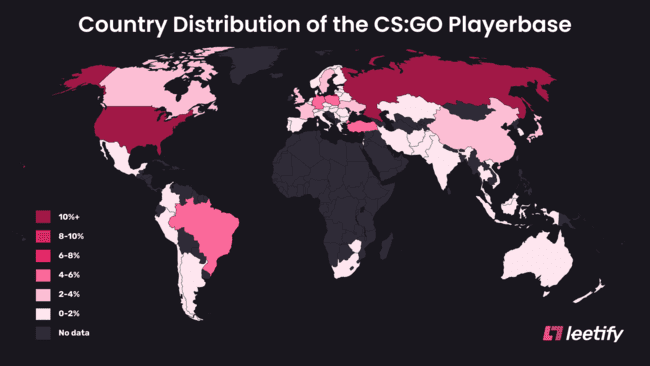 Country Distribution of the CS:GO Playerbase
10%+
8-10%
6-8%
4-6%
2-4%
0-2%
No data
leetify